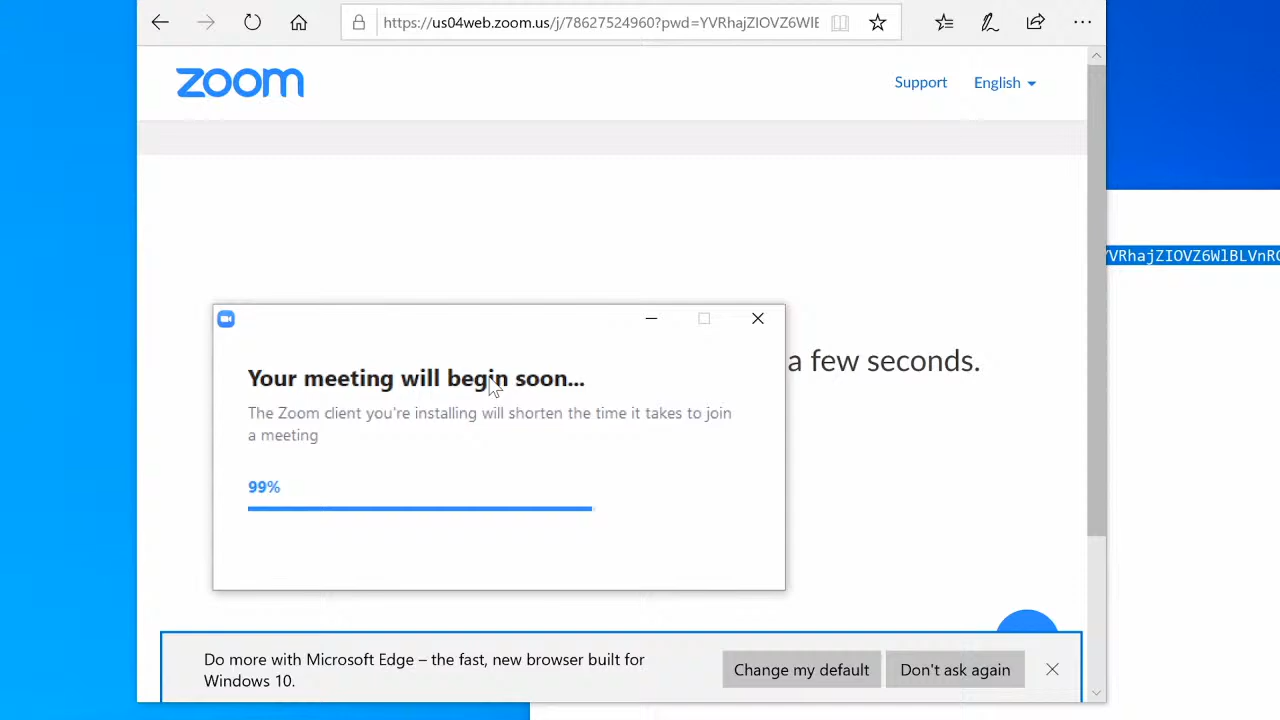 https://us04web.zoom.us/j/78627524960?pwd=YVRhajZIOVZ6WlE
zoom
Support
English
YVRhajZIOVZ6WlBLVnRC
a few seconds.
Your meeting will begin soon...
The Zoom client you're installing will shorten the time it takes to join
a meeting
99%
Do more with Microsoft Edge – the fast, new browser built for
Windows 10.
Change my default
Don't ask again